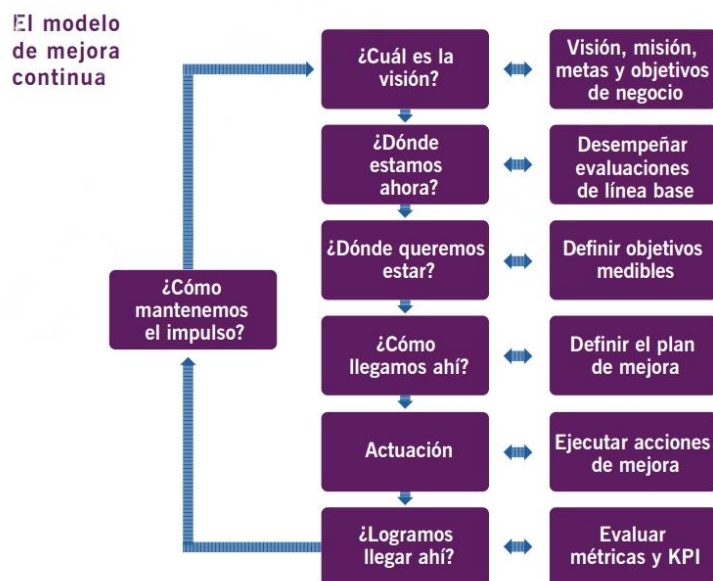 El modelo
de mejora
continua
¿Cuál es la
visión?
Visión, misión,
metas y objetivos
de negocio
¿Dónde
estamos
ahora?
Desempeñar
evaluaciones
de línea base
¿Dónde queremos
estar?
Definir objetivos
medibles
¿Cómo
mantenemos
el impulso?
¿Cómo
llegamos ahí?
Definir el plan
de mejora
Actuación
Ejecutar acciones
de mejora
¿Logramos
llegar ahí?
Evaluar
métricas y KPI